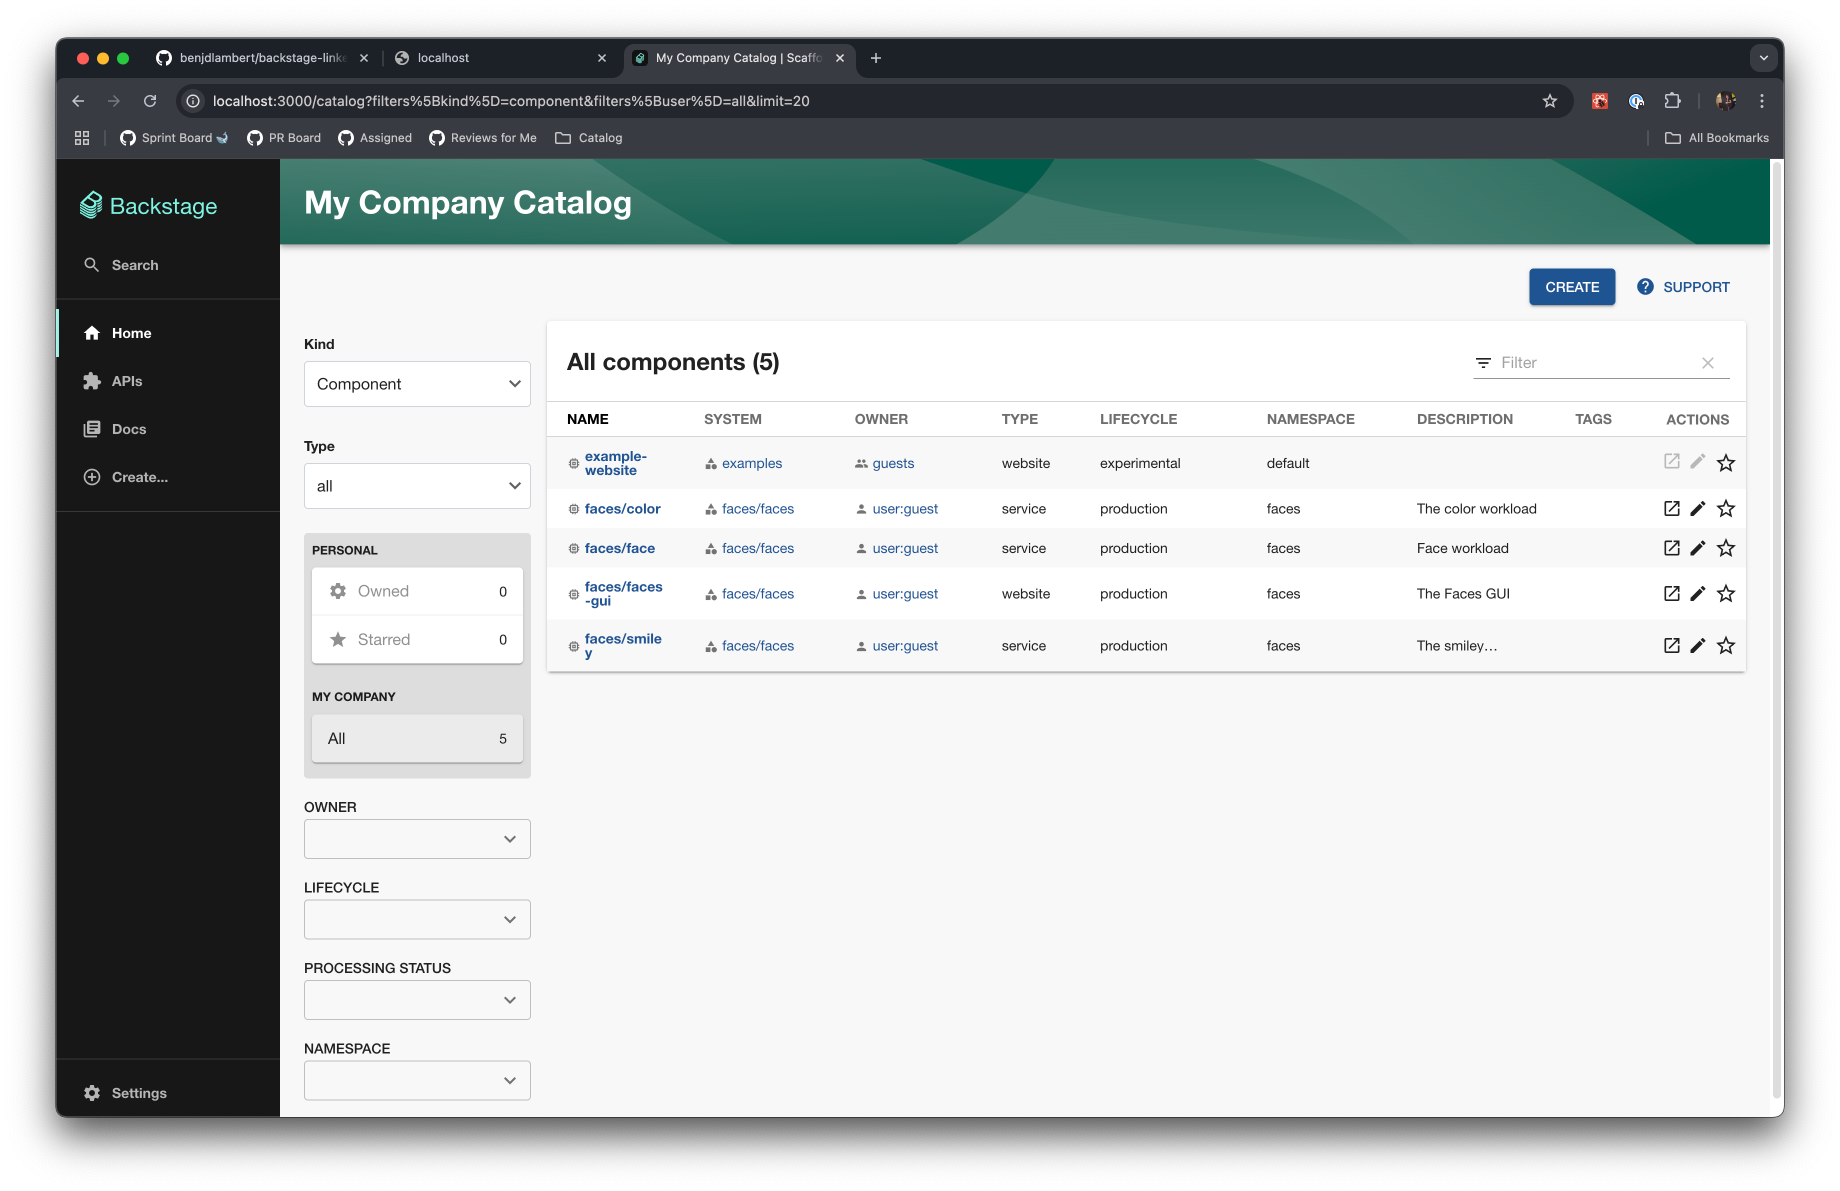 benjdlambert/backstage-link
localhost
My Company Catalog | Scaffo
localhost:3000/catalog?filters%5Bkind%5D=component&filters%5Buser%5D=all&limit=20
Sprint Board
PR Board
Assigned
Reviews for Me
Catalog
All Bookmarks
Backstage
My Company Catalog
Search
Home
APIs
Docs
Create...
Settings
CREATE
SUPPORT
Kind
Component
Type
all
PERSONAL
Owned 0
Starred 0
MY COMPANY
All 5
OWNER
LIFECYCLE
PROCESSING STATUS
NAMESPACE
All components (5)
Filter
NAME SYSTEM OWNER TYPE LIFECYCLE NAMESPACE DESCRIPTION TAGS ACTIONS
example-
website examples guests website experimental default
faces/color faces/faces user:guest service production faces The color workload
faces/face faces/faces user:guest service production faces Face workload
faces/faces
-gui faces/faces user:guest website production faces The Faces GUI
faces/smile
y faces/faces user:guest service production faces The smiley…